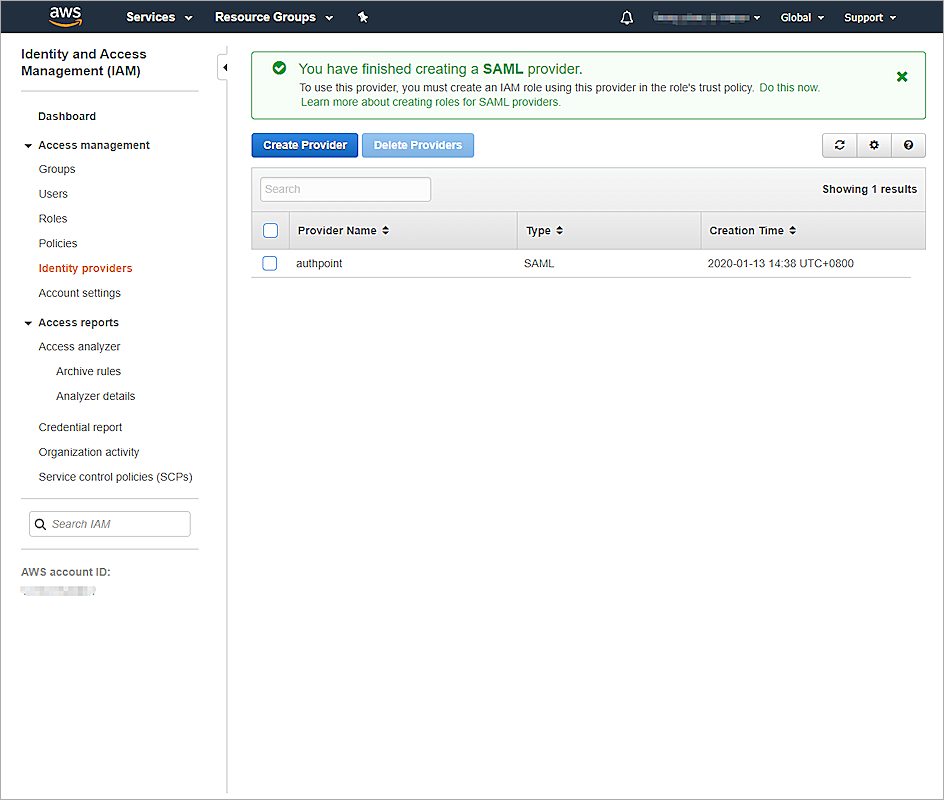 aws
Services
Resource Groups
Global
Support
Identity and Access
Management (IAM)
Dashboard
Access management
Groups
Users
Roles
Policies
Identity providers
Account settings
Access reports
Access analyzer
Archive rules
Analyzer details
Credential report
Organization activity
Service control policies (SCPs)
Search IAM
AWS account ID:
You have finished creating a SAML provider.
To use this provider, you must create an IAM role using this provider in the role's trust policy. Do this now.
Learn more about creating roles for SAML providers.
Create Provider
Delete Providers
Search
Showing 1 results
Provider Name
Type
Creation Time
authpoint
SAML
2020-01-13 14:38 UTC+0800